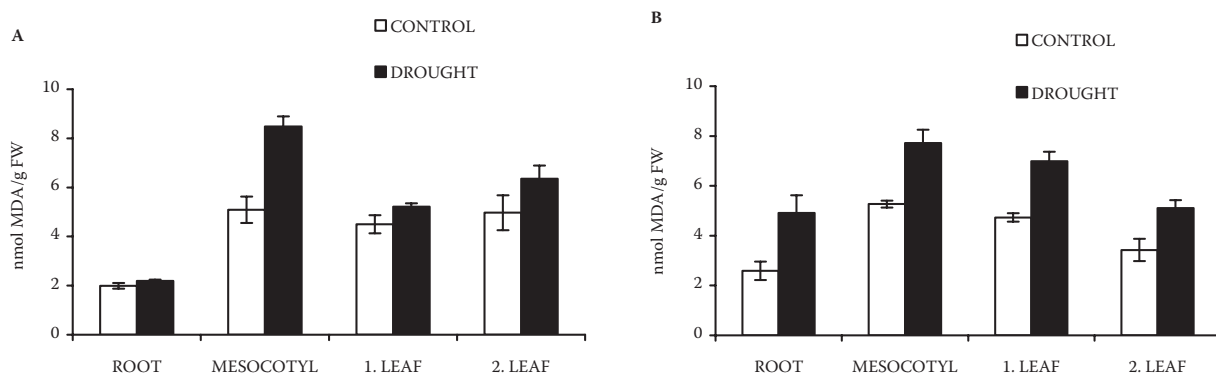 A
CONTROL
DROUGHT
10
8
6
4
2
0
nmol MDA/g FW
ROOT MESOCOTYL 1. LEAF 2. LEAF
B
CONTROL
DROUGHT
10
8
6
4
2
0
nmol MDA/g FW
ROOT MESOCOTYL 1. LEAF 2. LEAF